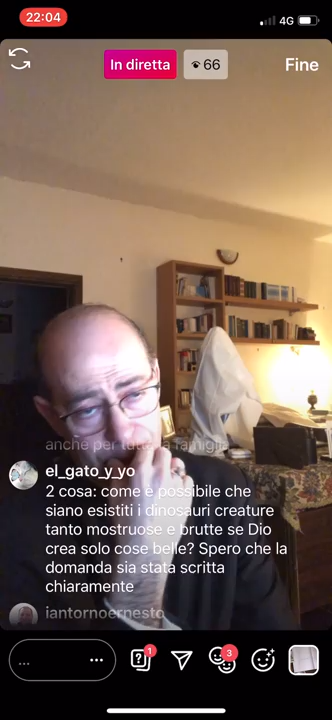 22:04
4G
In diretta
66
Fine
anche per tutta la famiglia
el_gato_y_yo
2 cosa: come è possibile che
siano esistiti i dinosauri creature
tanto mostruose e brutte se Dio
crea solo cose belle? Spero che la
domanda sia stata scritta
chiaramente
iantornoernesto
...
1
3